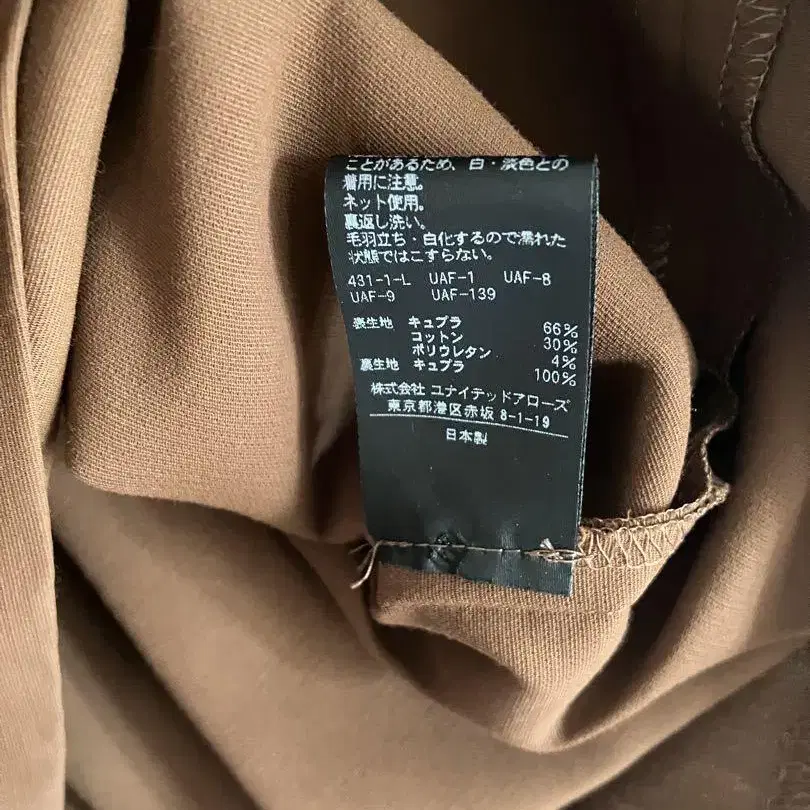 ことがあるため、白・淡色との
着用に注意。
ネット使用。
裏返し洗い。
毛羽立ち・白化するので濡れた
状態ではこすらない。
431-1-L UAF-1 UAF-8
UAF-9 UAF-139
表生地 キュプラ 66%
コットン 30%
ポリウレタン 4%
裏生地 キュプラ 100%
株式会社 ユナイテッドアローズ
東京都港区赤坂 8-1-19
日本製